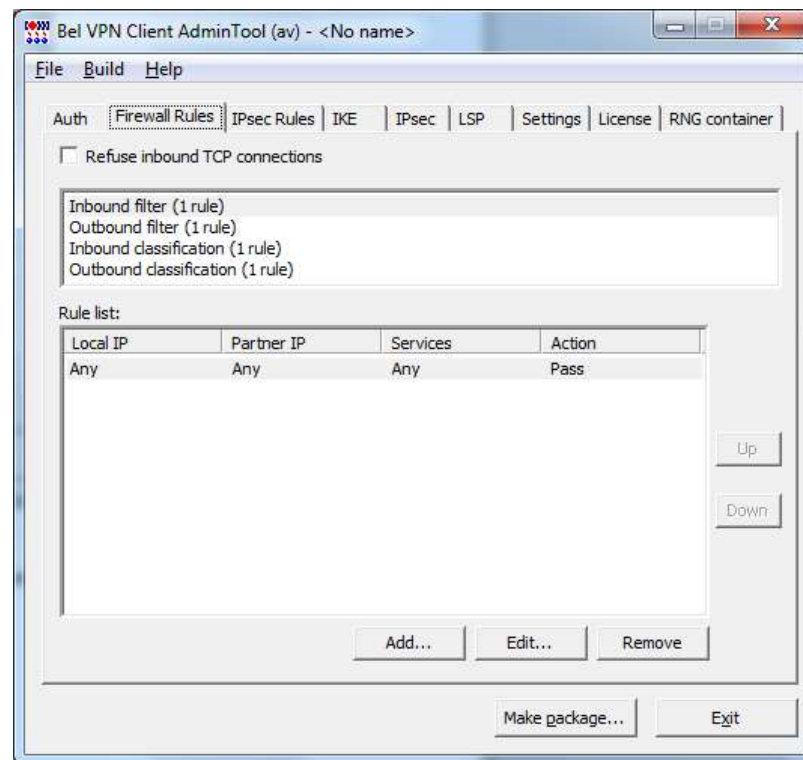 Bel VPN Client AdminTool (av) - <No name>
File Build Help
Auth Firewall Rules IPsec Rules IKE IPsec LSP Settings License RNG container
Refuse inbound TCP connections
Inbound filter (1 rule)
Outbound filter (1 rule)
Inbound classification (1 rule)
Outbound classification (1 rule)
Rule list:
Local IP Partner IP Services Action
Any Any Any Pass
Up
Down
Add... Edit... Remove
Make package... Exit